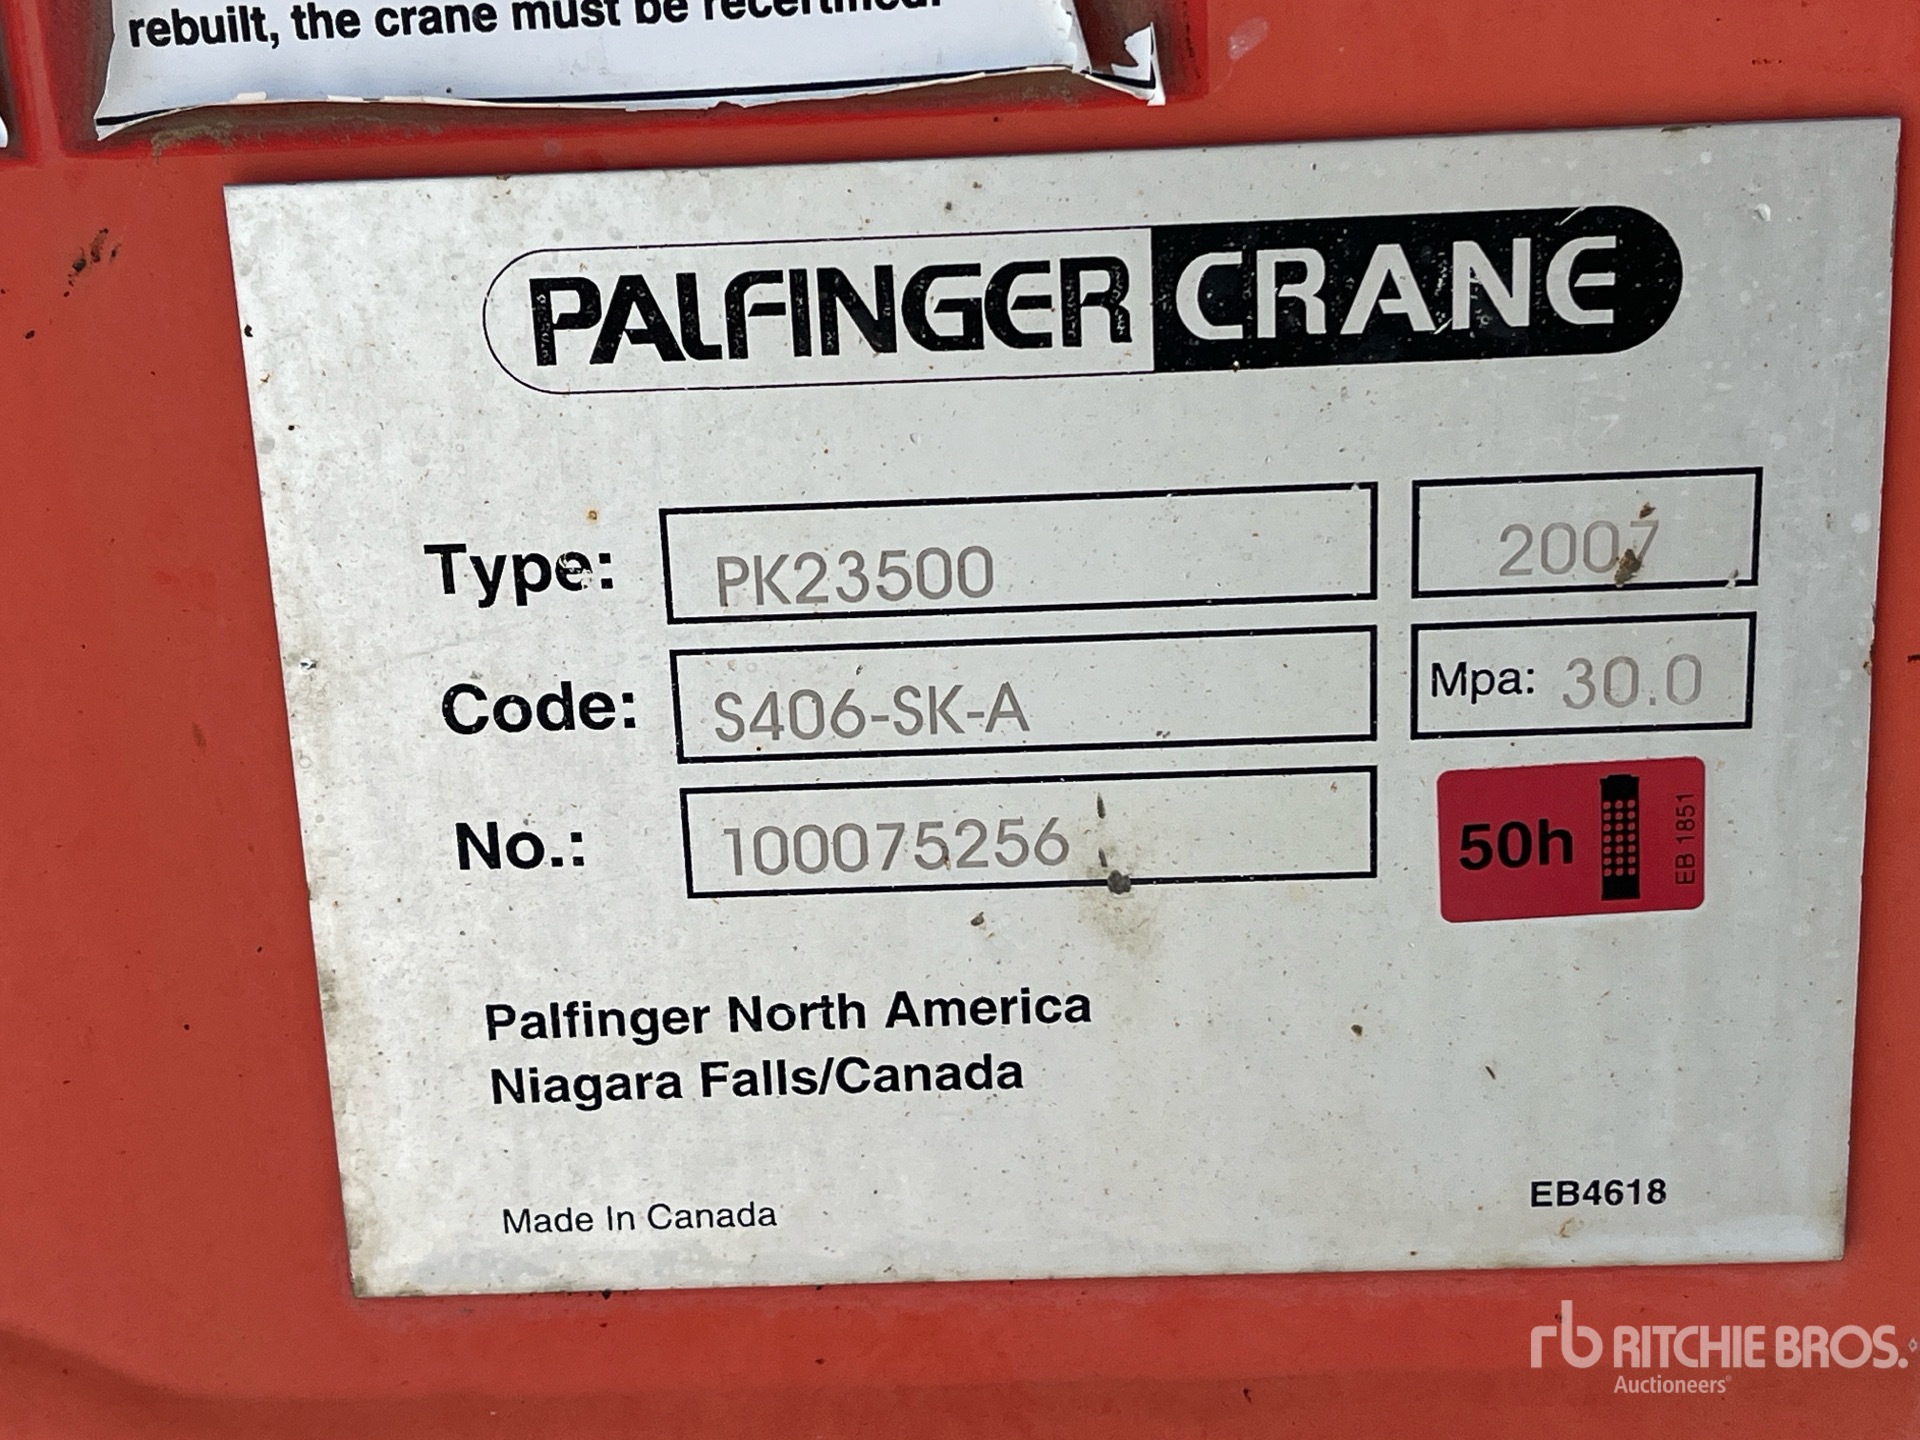 rebuilt, the crane must be recertified.
PALFINGER CRANE
Type: PK23500 2007
Code: S406-SK-A Mpa: 30.0
No.: 100075256 50h EB 1851
Palfinger North America
Niagara Falls/Canada
Made In Canada EB4618
rb RITCHIE BROS.
Auctioneers